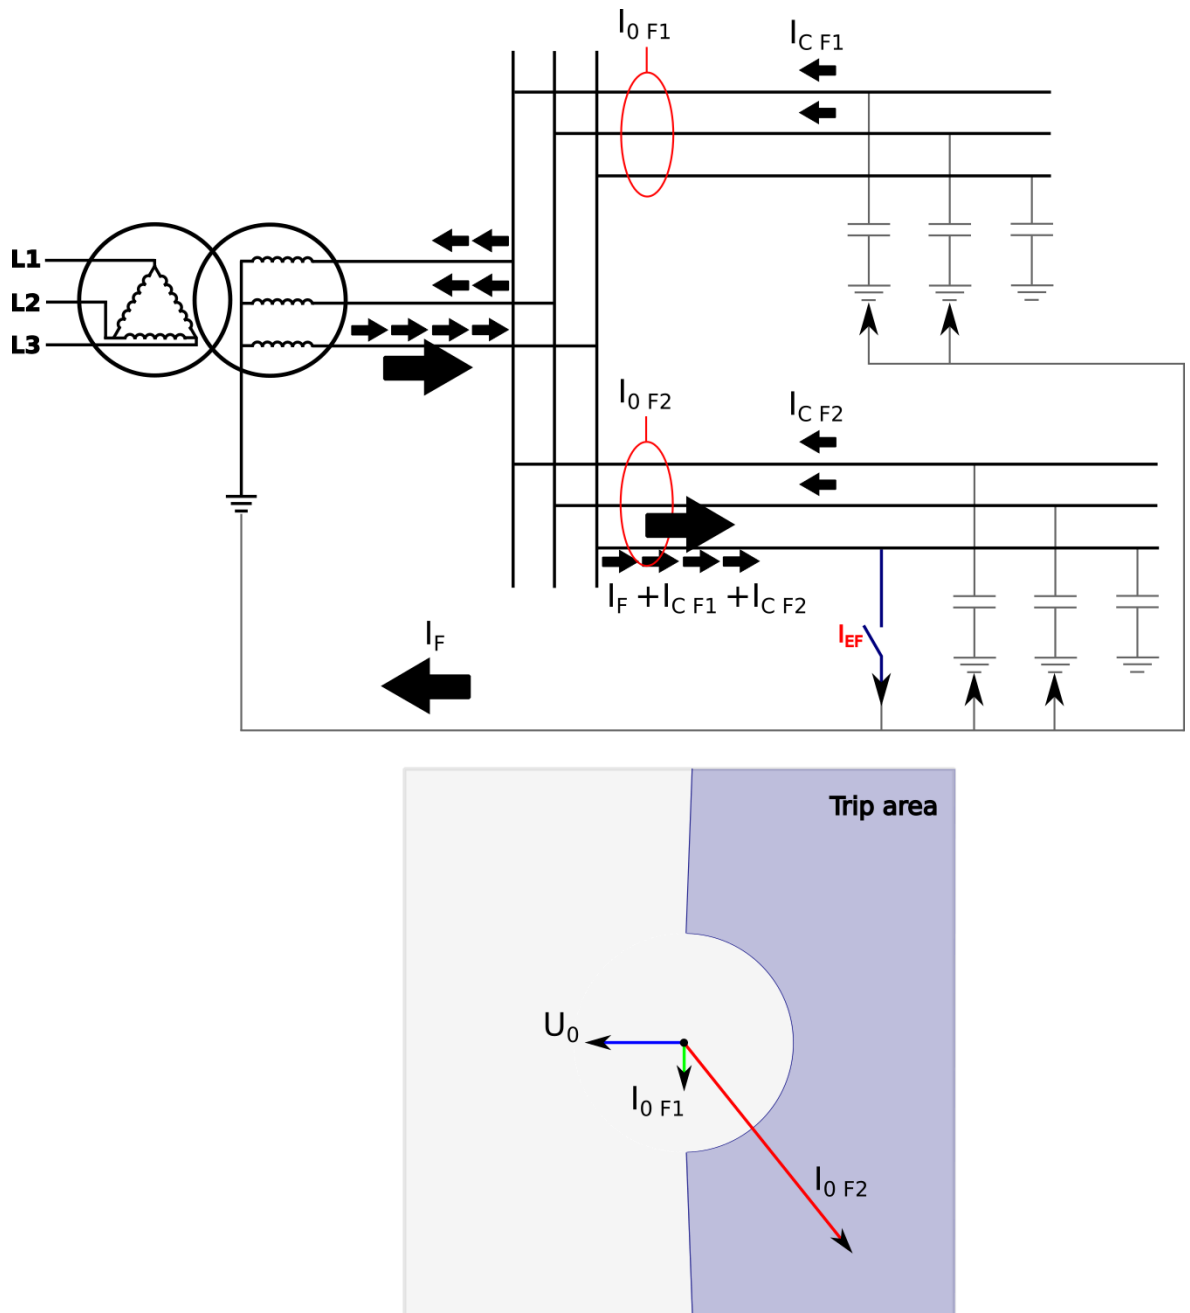 I0 F1
IC F1
L1
L2
L3
I0 F2
IC F2
IF +IC F1 +IC F2
IEF
IF
Trip area
U0
I0 F1
I0 F2